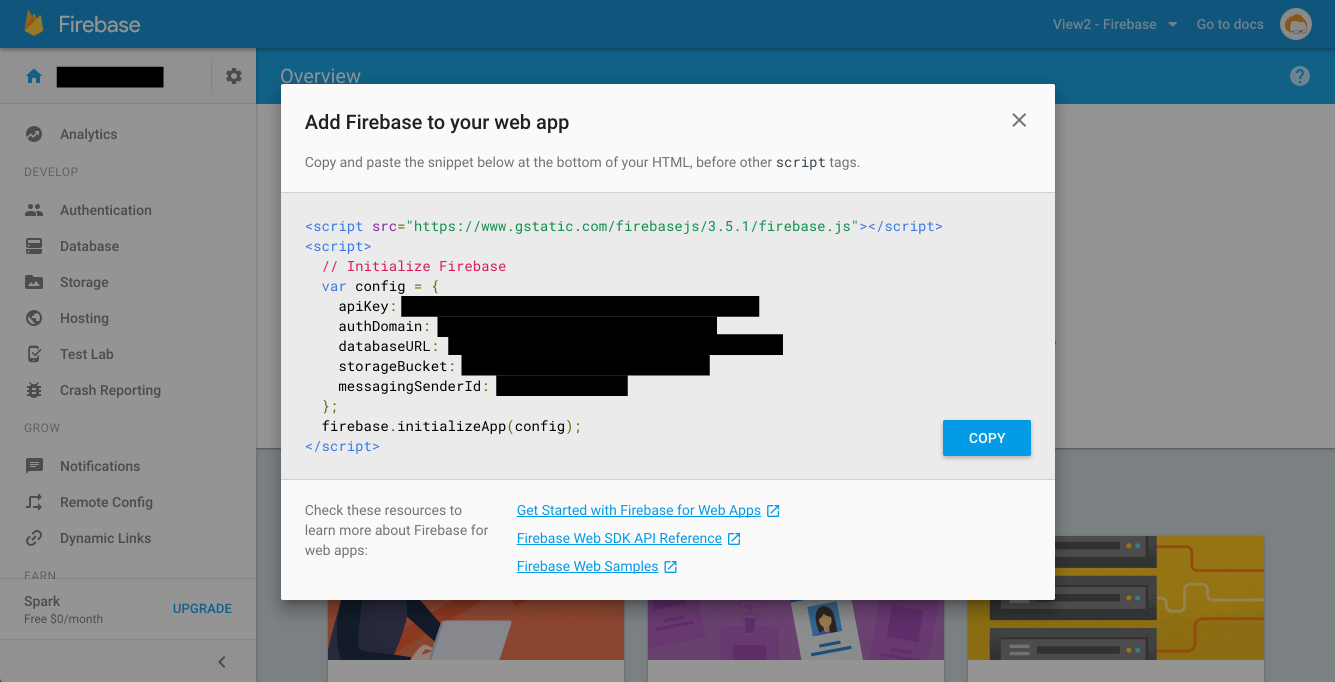 Firebase
View2 - Firebase
Go to docs
Overview
Analytics
DEVELOP
Authentication
Database
Storage
Hosting
Test Lab
Crash Reporting
GROW
Notifications
Remote Config
Dynamic Links
EARN
Spark
Free $0/month
UPGRADE
Add Firebase to your web app
Copy and paste the snippet below at the bottom of your HTML, before other script tags.
<script src="https://www.gstatic.com/firebasejs/3.5.1/firebase.js"></script>
<script>
// Initialize Firebase
var config = {
apiKey:
authDomain:
databaseURL:
storageBucket:
messagingSenderId:
};
firebase.initializeApp(config);
</script>
COPY
Check these resources to
learn more about Firebase for
web apps:
Get Started with Firebase for Web Apps
Firebase Web SDK API Reference
Firebase Web Samples